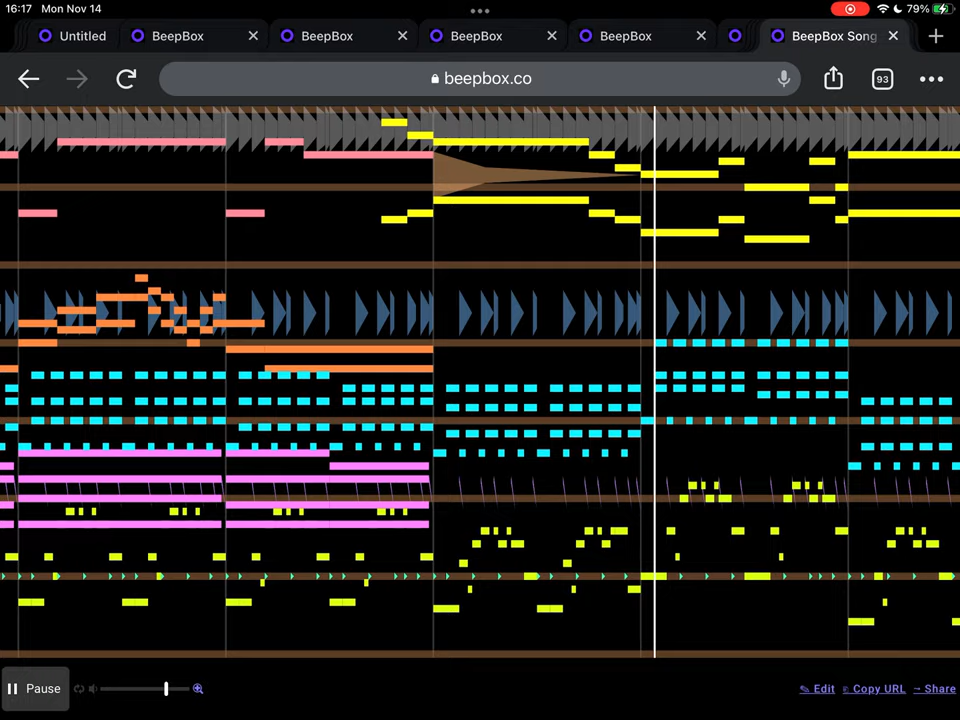 16:17 Mon Nov 14 79%
Untitled BeepBox BeepBox BeepBox BeepBox BeepBox Song
beepbox.co 93
Pause Edit Copy URL → Share